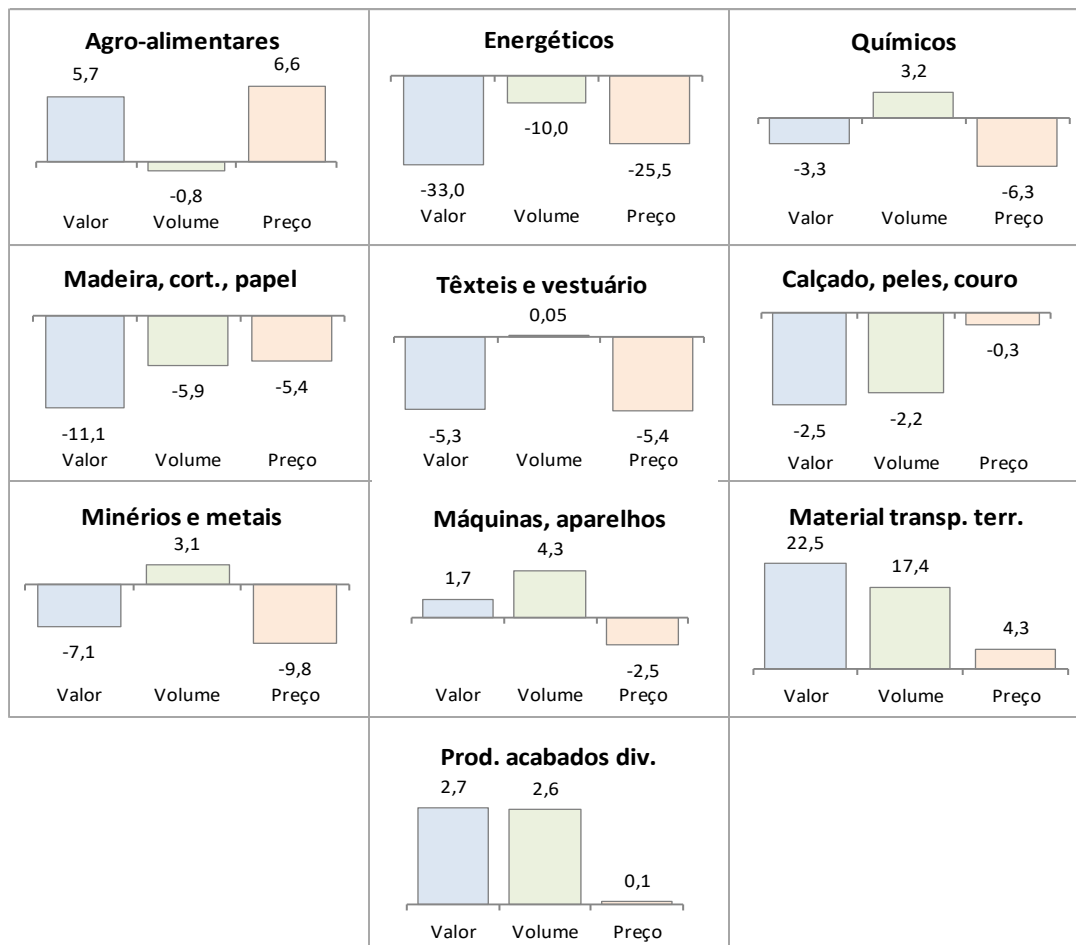 Agro-alimentares
5,7
6,6
-0,8
Valor Volume Preço
Energéticos
-10,0
-33,0
-25,5
Valor Volume Preço
Químicos
3,2
-3,3
-6,3
Valor Volume Preço
Madeira, cort., papel
-5,9
-5,4
-11,1
Valor Volume Preço
Têxteis e vestuário
0,05
-5,3
-5,4
Valor Volume Preço
Calçado, peles, couro
-0,3
-2,5
-2,2
Valor Volume Preço
Minérios e metais
3,1
-7,1
-9,8
Valor Volume Preço
Máquinas, aparelhos
4,3
1,7
-2,5
Valor Volume Preço
Material transp. terr.
22,5
17,4
4,3
Valor Volume Preço
Prod. acabados div.
2,7
2,6
0,1
Valor Volume Preço